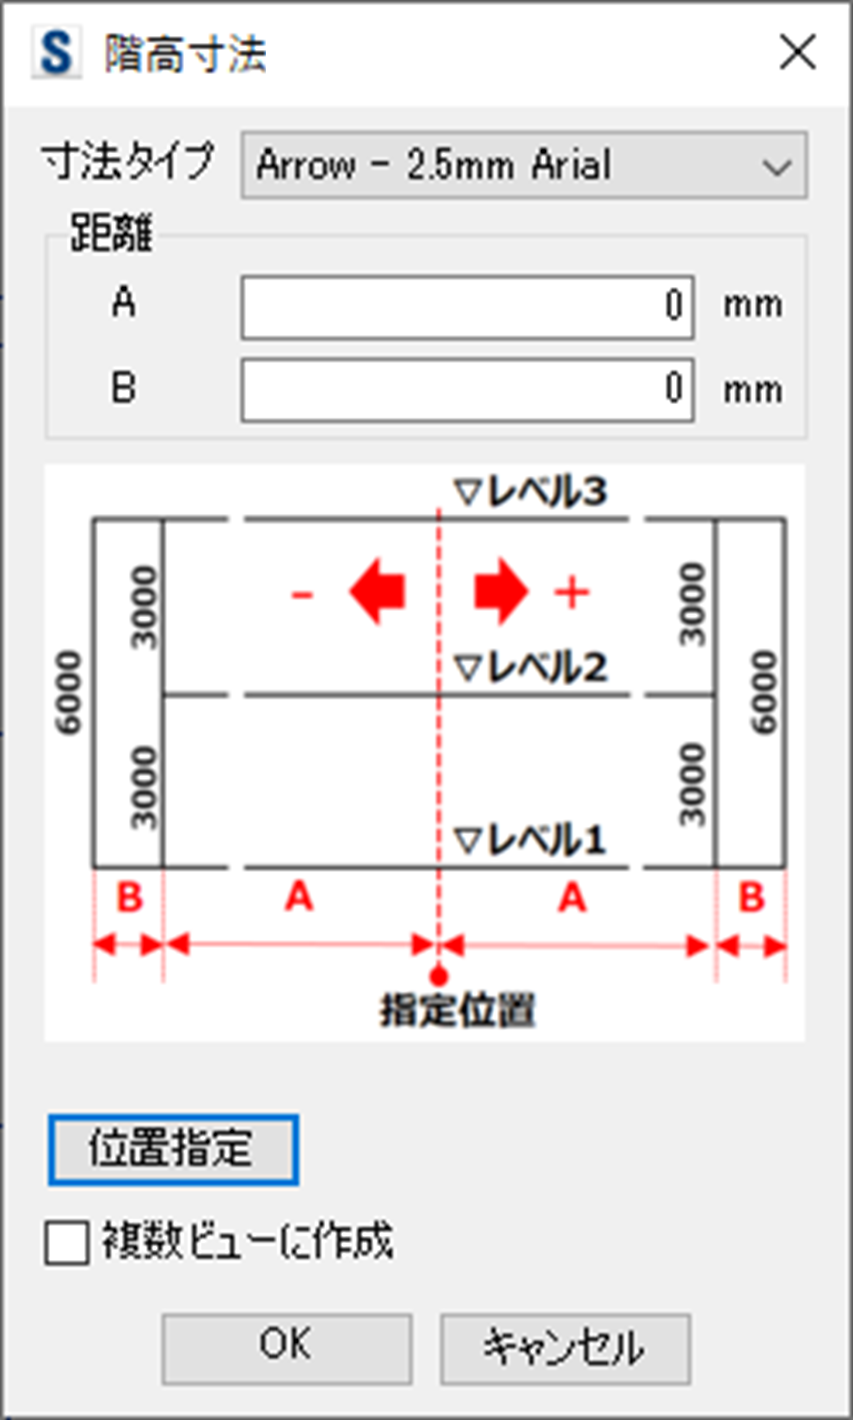 S 階高寸法
寸法タイプ Arrow - 2.5mm Arial
距離
A 0 mm
B 0 mm
▽レベル3
3000 - + 3000
6000 ▽レベル2 6000
3000 3000
▽レベル1
B A A B
指定位置
位置指定
複数ビューに作成
OK キャンセル